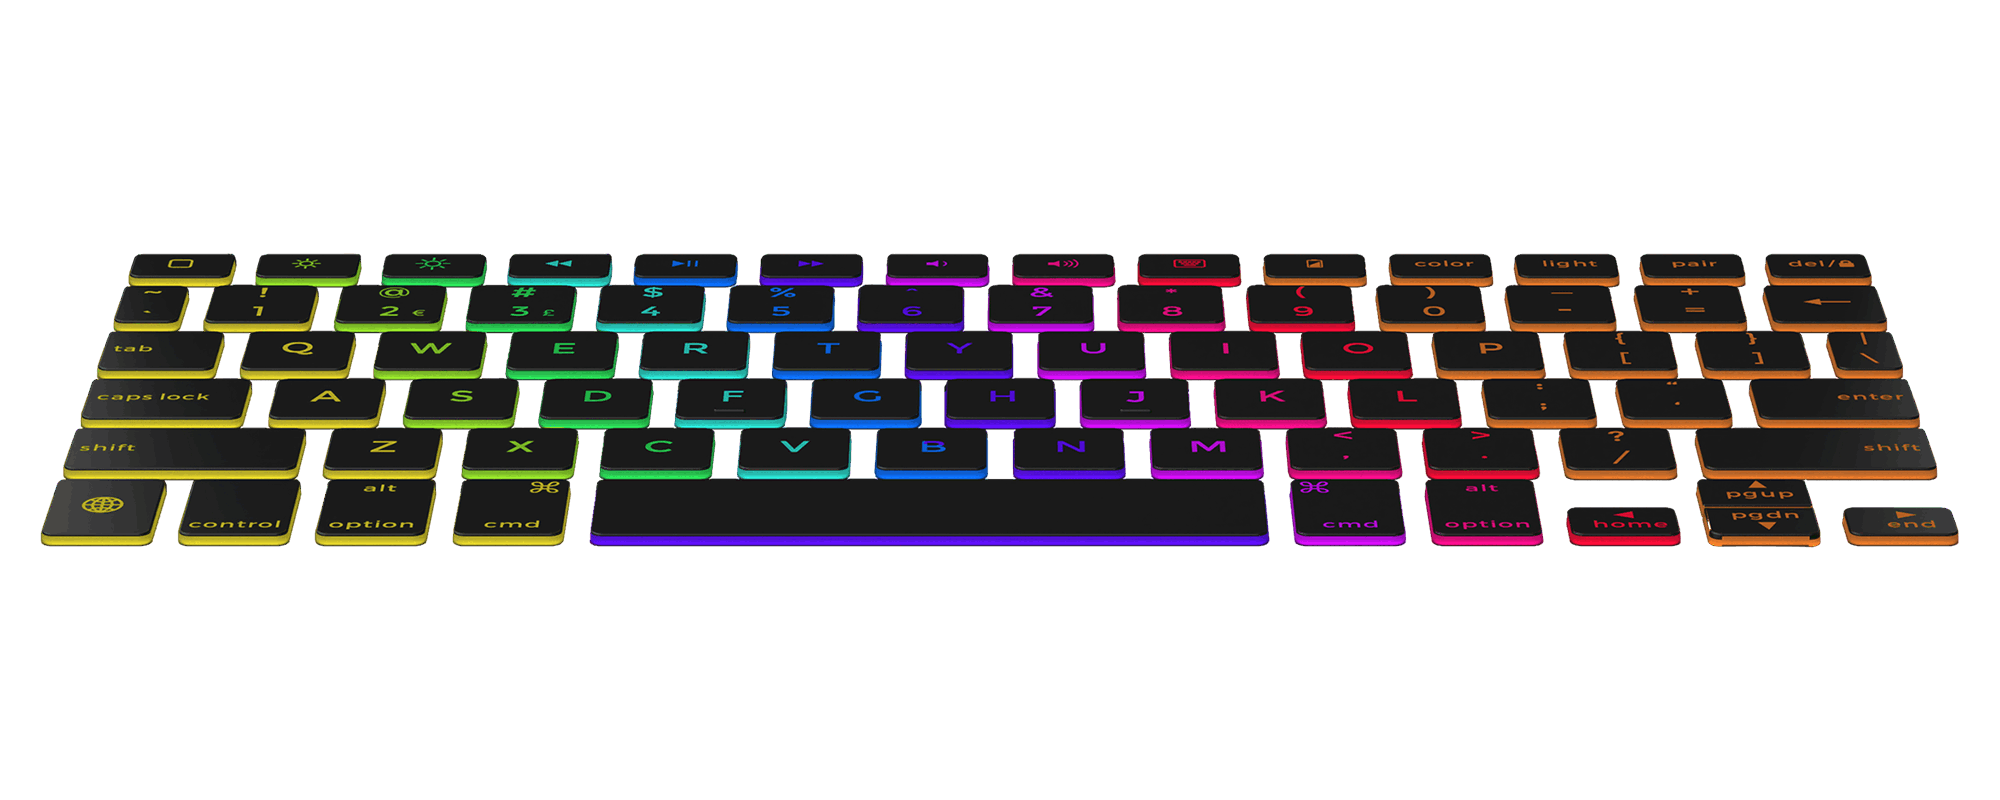 color light pair del/
~ ! @ # $ % ^ & * ( ) — +
` 1 2 € 3 £ 4 5 6 7 8 9 0 - =
tab Q W E R T Y U I O P { [ } ] | \
caps lock A S D F G H J K L : ; " ' enter
shift Z X C V B N M < , > . ? / shift
alt ⌘ ⌘ alt pgup
control option cmd cmd option home pgdn end